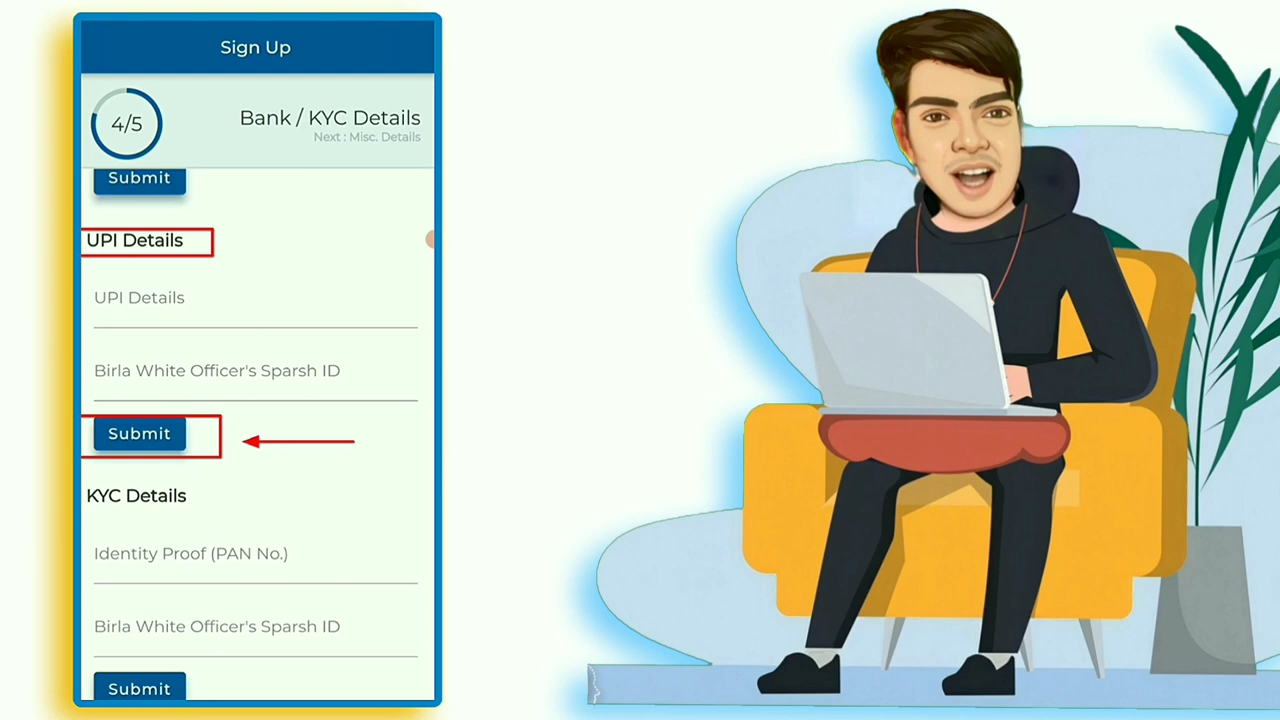 Sign Up
4/5
Bank / KYC Details
Next : Misc. Details
Submit
UPI Details
UPI Details
Birla White Officer's Sparsh ID
Submit
KYC Details
Identity Proof (PAN No.)
Birla White Officer's Sparsh ID
Submit